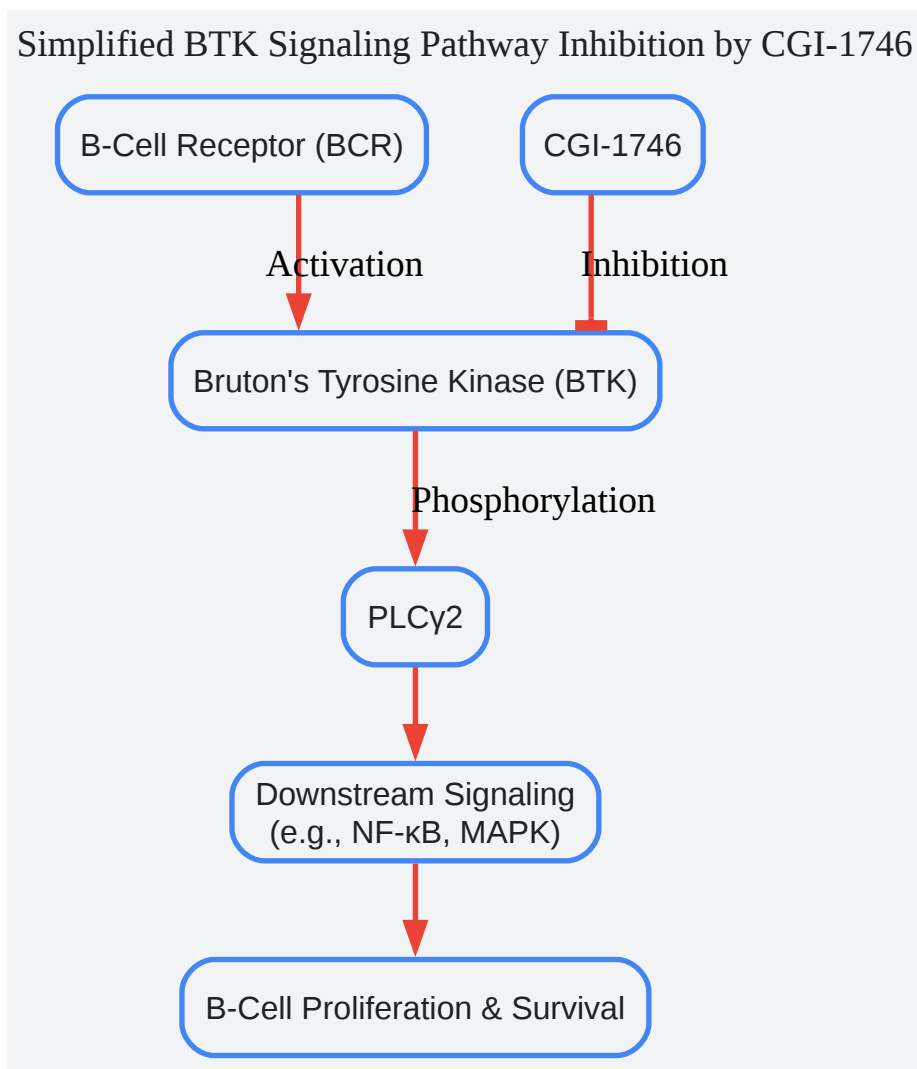 Simplified BTK Signaling Pathway Inhibition by CGI-1746
B-Cell Receptor (BCR)
CGI-1746
Activation
Inhibition
Bruton's Tyrosine Kinase (BTK)
Phosphorylation
PLCγ2
Downstream Signaling
(e.g., NF-κB, MAPK)
B-Cell Proliferation & Survival